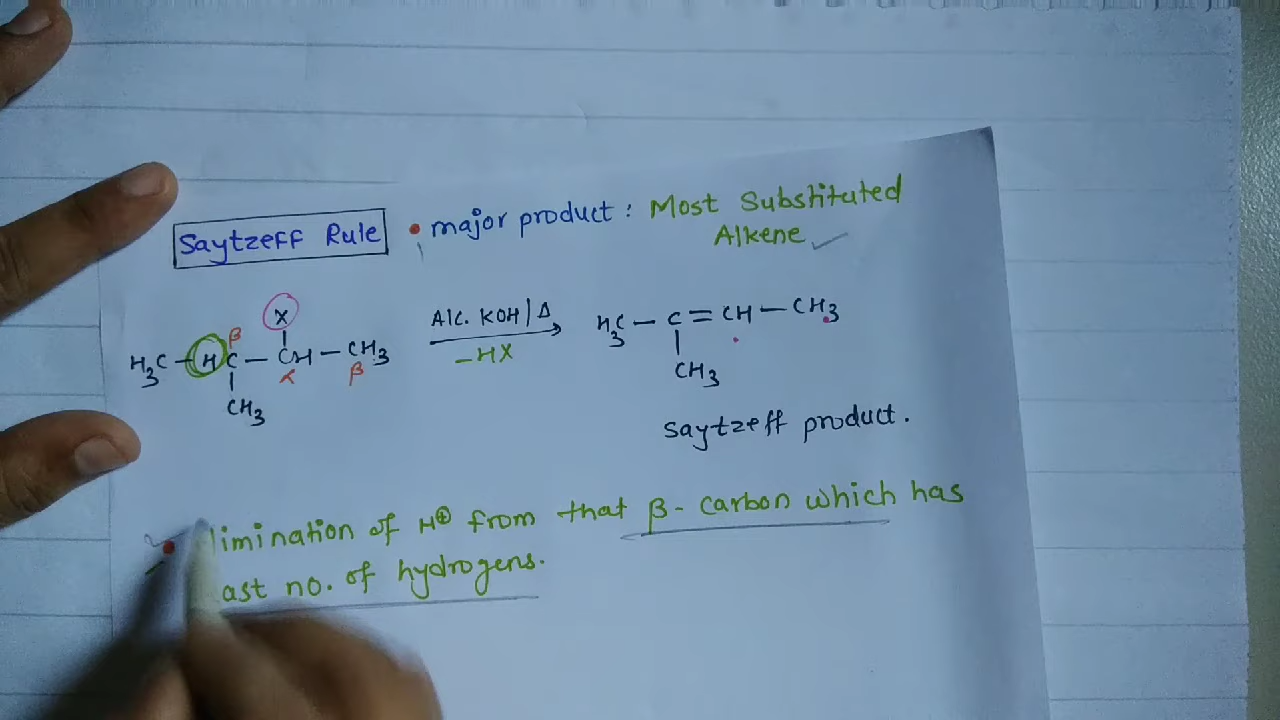 Saytzeff Rule • major product : Most Substituted
Alkene ✓
X
β
H₃C — HC — CH — CH₃
α β
CH₃
Alc. KOH/Δ
-HX
H₃C — C = CH — CH₃
CH₃
Saytzeff product.
limination of H⊕ from that β- carbon which has
ast no. of hydrogens.